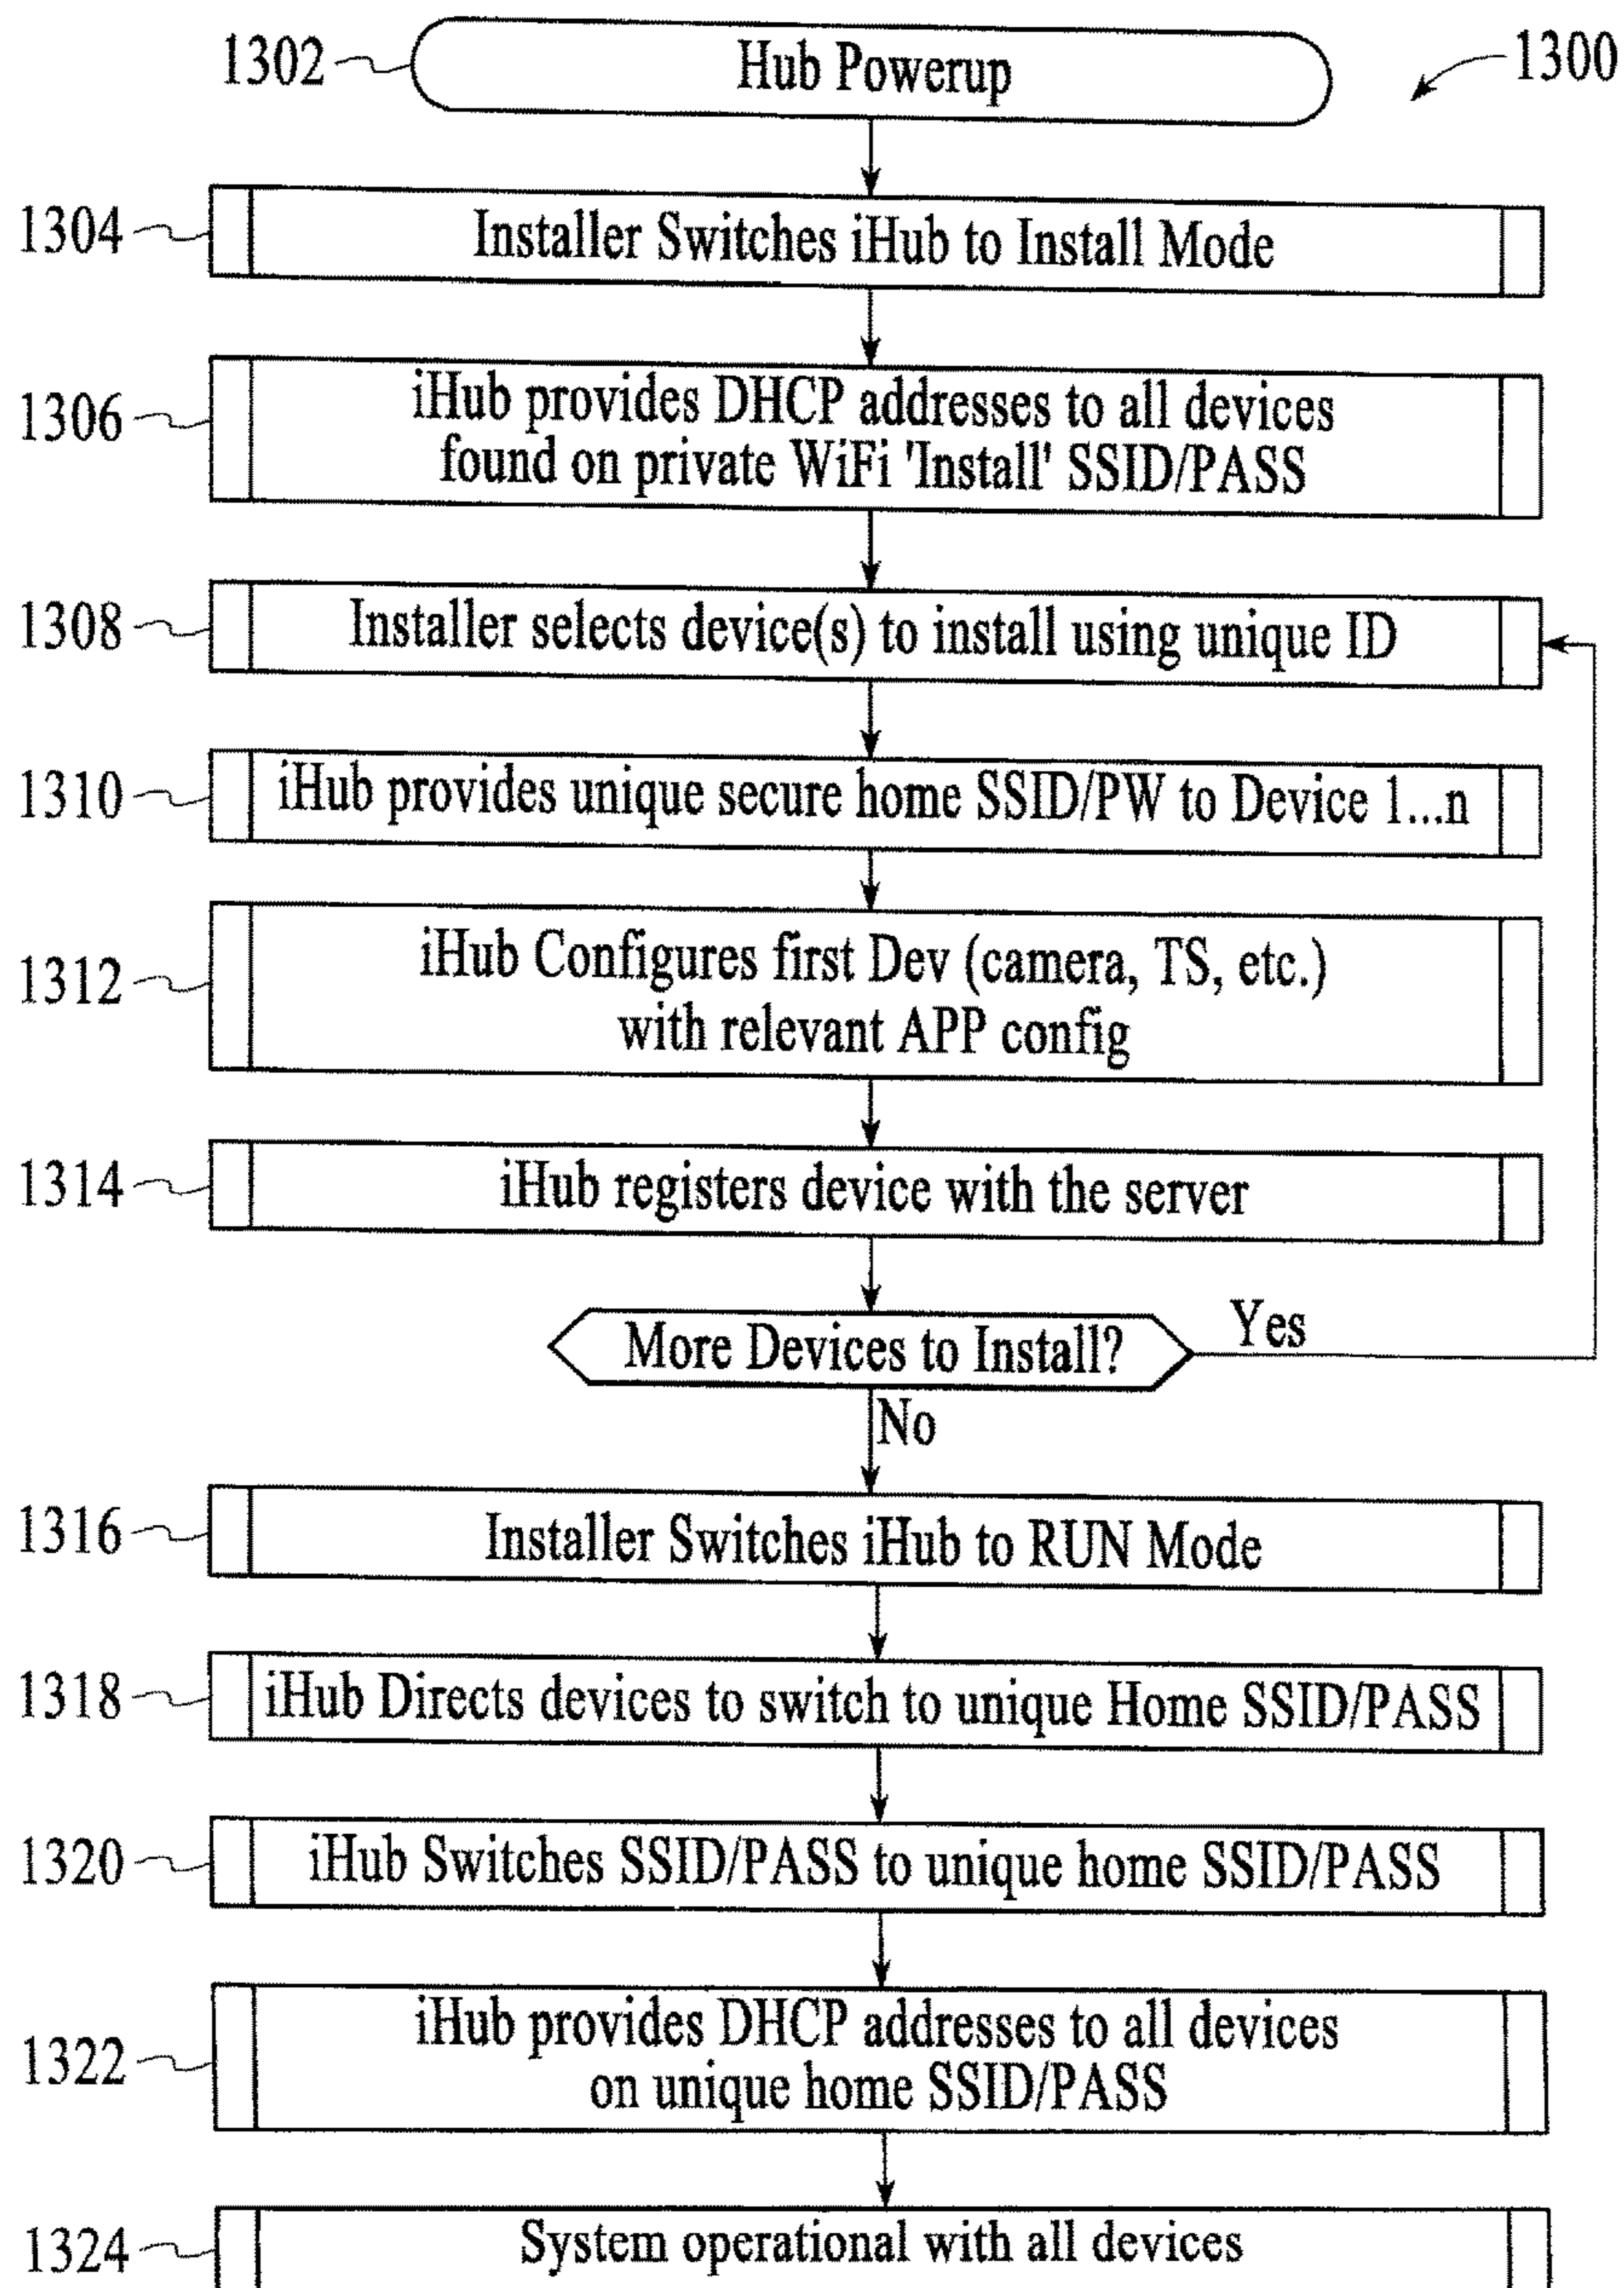 1302
Hub Powerup
1300
1304
Installer Switches iHub to Install Mode
1306
iHub provides DHCP addresses to all devices
found on private WiFi 'Install' SSID/PASS
1308
Installer selects device(s) to install using unique ID
1310
iHub provides unique secure home SSID/PW to Device 1...n
1312
iHub Configures first Dev (camera, TS, etc.)
with relevant APP config
1314
iHub registers device with the server
More Devices to Install?
Yes
No
1316
Installer Switches iHub to RUN Mode
1318
iHub Directs devices to switch to unique Home SSID/PASS
1320
iHub Switches SSID/PASS to unique home SSID/PASS
1322
iHub provides DHCP addresses to all devices
on unique home SSID/PASS
1324
System operational with all devices